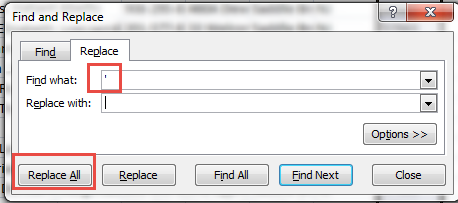 Find and Replace
Find Replace
Find what: '
Replace with:
Options >>
Replace All Replace Find All Find Next Close